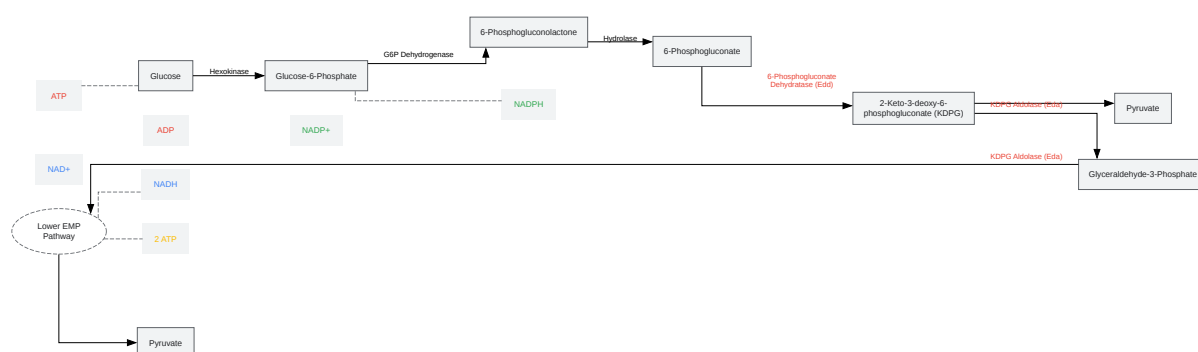 6-Phosphogluconolactone
Hydrolase
6-Phosphogluconate
G6P Dehydrogenase
Glucose
Hexokinase
Glucose-6-Phosphate
6-Phosphogluconate
Dehydratase (Edd)
ATP
NADPH
2-Keto-3-deoxy-6-
phosphogluconate (KDPG)
KDPG Aldolase (Eda)
Pyruvate
ADP
NADP+
KDPG Aldolase (Eda)
NAD+
Glyceraldehyde-3-Phosphate
NADH
Lower EMP
Pathway
2 ATP
Pyruvate